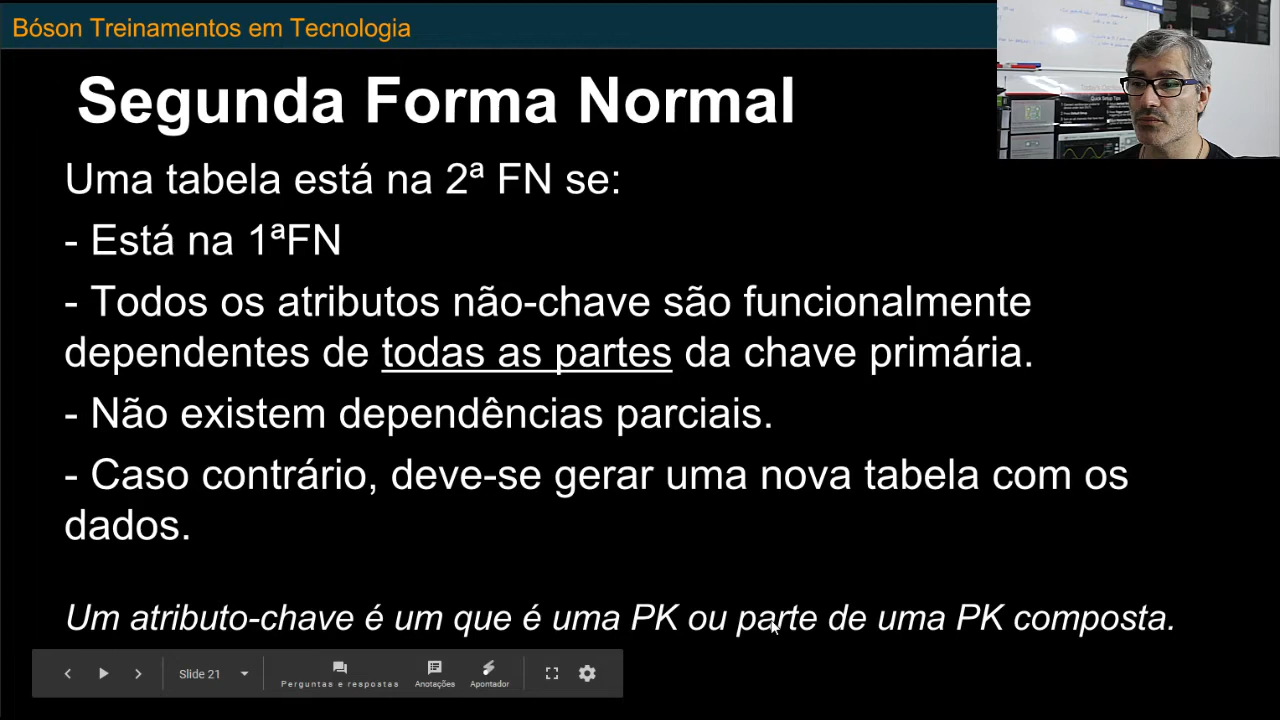 Bóson Treinamentos em Tecnologia
Segunda Forma Normal
Uma tabela está na 2ª FN se:
- Está na 1ªFN
- Todos os atributos não-chave são funcionalmente
dependentes de todas as partes da chave primária.
- Não existem dependências parciais.
- Caso contrário, deve-se gerar uma nova tabela com os
dados.
Um atributo-chave é um que é uma PK ou parte de uma PK composta.
Slide 21
Perguntas e respostas
Anotações
Apontador
Quick Setup Tips